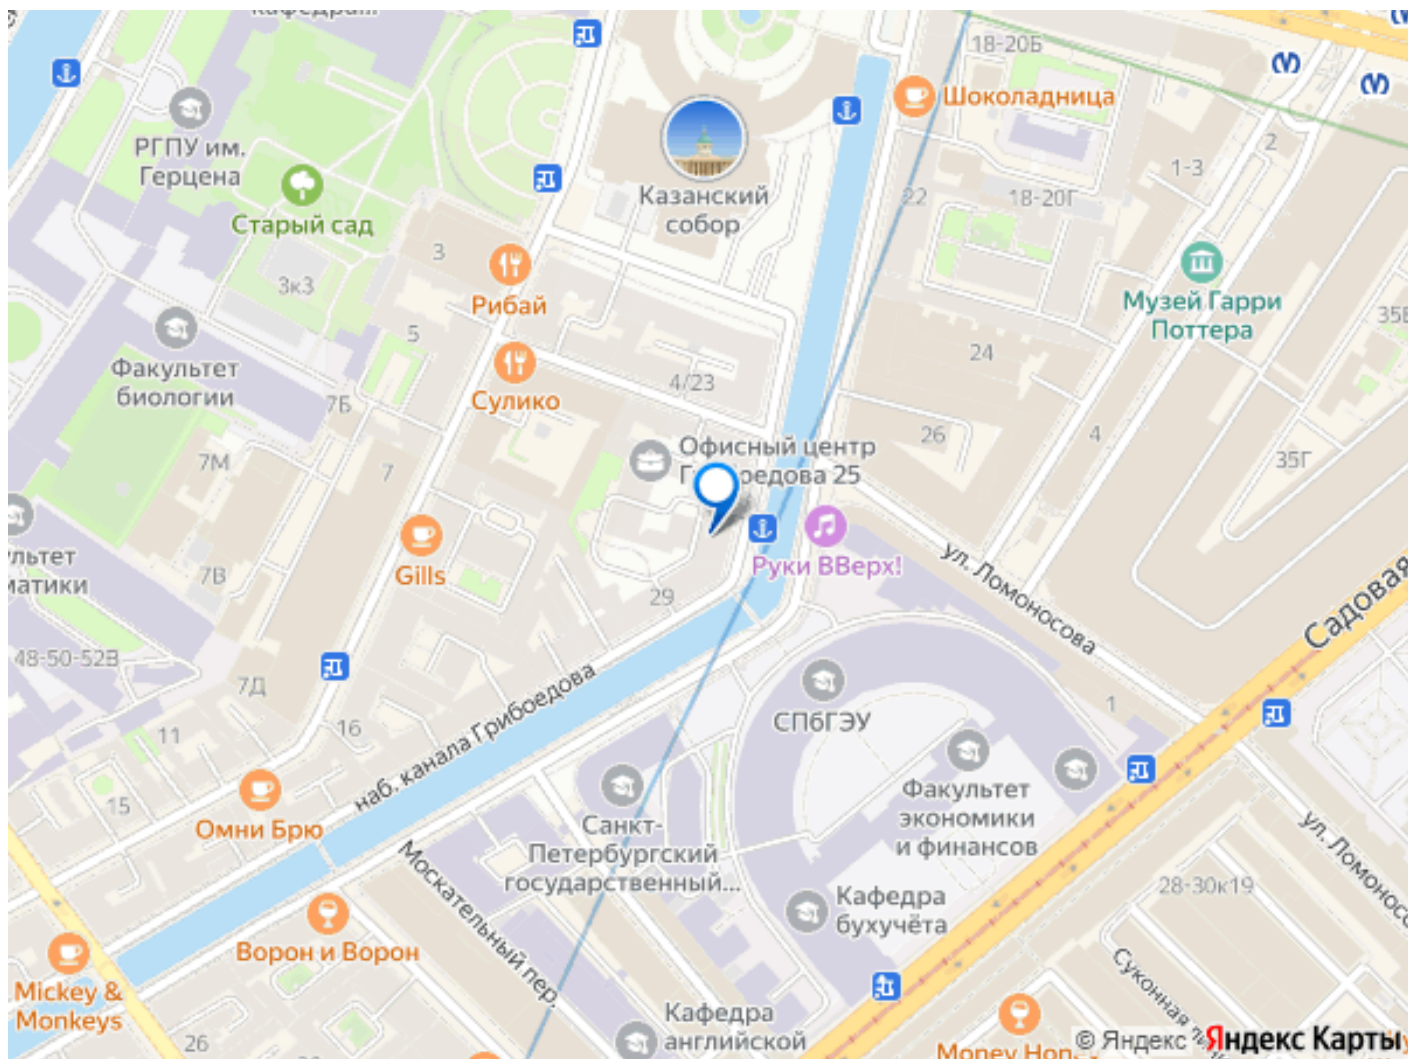 кафедра...
18-20Б
Шоколадница
РГПУ им.
Герцена
2
1-3
Казанский
собор
22
18-20Г
Старый сад
3
3к3
Рибай
Музей Гарри
Поттера
35Е
5
24
Факультет
биологии
4/23
Сулико
7Б
26
4
Офисный центр
35Г
7М
7
Gills
Руки ВВерх!
ул. Ломоносова
Садовая
7В
29
48-50-52В
наб. канала Грибоедова
СПбГЭУ
7Д
1
16
11
Факультет
экономики
и финансов
15
Омни Брю
Санкт-
Петербургский
государственный...
ул. Ломоносо
Москательный пер.
28-30к19
Кафедра
бухучёта
Ворон и Ворон
Mickey &
Monkeys
Суконная
26
Кафедра
английской
© Яндекс Яндекс Карты